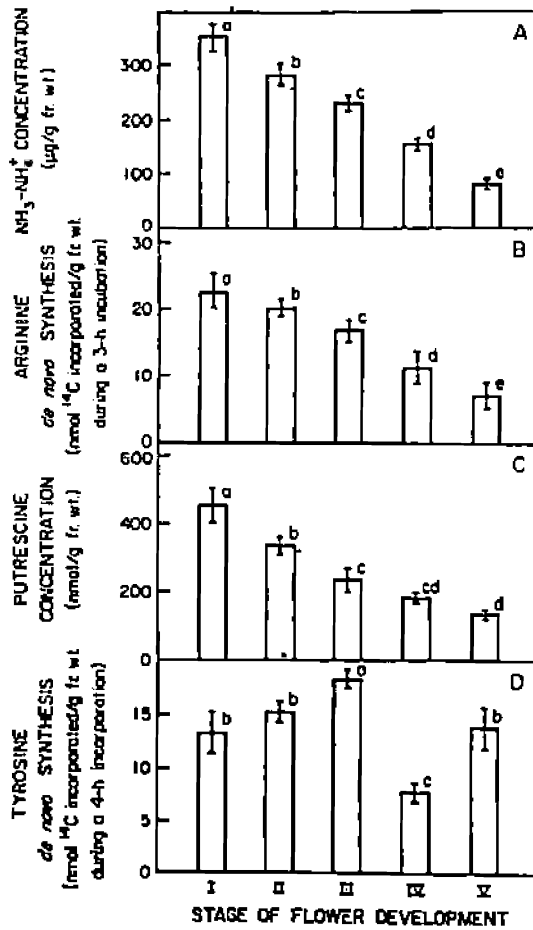 NH₃-NH₄⁺ CONCENTRATION
(µg/g fr. wt.)
300
200
100
0
A
a
b
c
d
e
ARGININE
de novo SYNTHESIS
(nmol ¹⁴C incorporated/g fr. wt.
during a 3-h incubation)
30
20
10
0
B
a
b
c
d
e
PUTRESCINE
CONCENTRATION
(nmol/g fr. wt.)
600
400
200
0
C
a
b
c
cd
d
TYROSINE
de novo SYNTHESIS
(nmol ¹⁴C incorporated/g fr. wt.
during a 4-h incorporation)
15
10
5
0
D
b
b
a
c
b
I II III IV V
STAGE OF FLOWER DEVELOPMENT